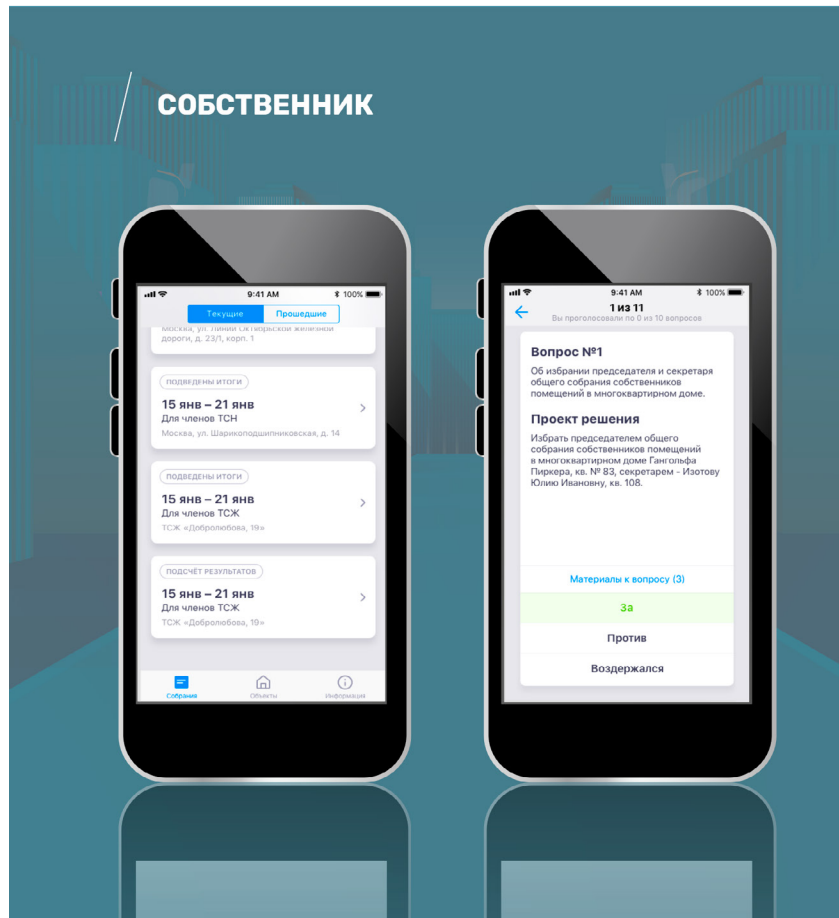 СОБСТВЕННИК
9:41 AM
100%
Текущие
Прошедшие
Москва, ул. Линии Октябрьской железной
дороги, д. 23/1, корп. 1
ПОДВЕДЕНЫ ИТОГИ
15 янв – 21 янв
Для членов ТСН
Москва, ул. Шарикоподшипниковская, д. 14
ПОДВЕДЕНЫ ИТОГИ
15 янв – 21 янв
Для членов ТСЖ
ТСЖ «Добролюбова, 19»
ПОДСЧЁТ РЕЗУЛЬТАТОВ
15 янв – 21 янв
Для членов ТСЖ
ТСЖ «Добролюбова, 19»
Собрания
Объекты
Информация
9:41 AM
100%
1 из 11
Вы проголосовали по 0 из 10 вопросов
Вопрос №1
Об избрании председателя и секретаря
общего собрания собственников
помещений в многоквартирном доме.
Проект решения
Избрать председателем общего
собрания собственников помещений
в многоквартирном доме Гангольфа
Пиркера, кв. № 83, секретарем - Изотову
Юлию Ивановну, кв. 108.
Материалы к вопросу (3)
За
Против
Воздержался